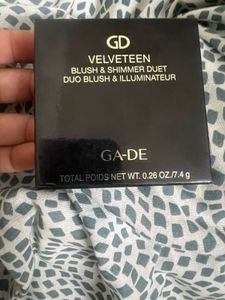 GD
VELVETEEN
BLUSH & SHIMMER DUET
DUO BLUSH & ILLUMINATEUR
GA-DE
TOTAL POIDS NET WT. 0.26 OZ./7.4 g